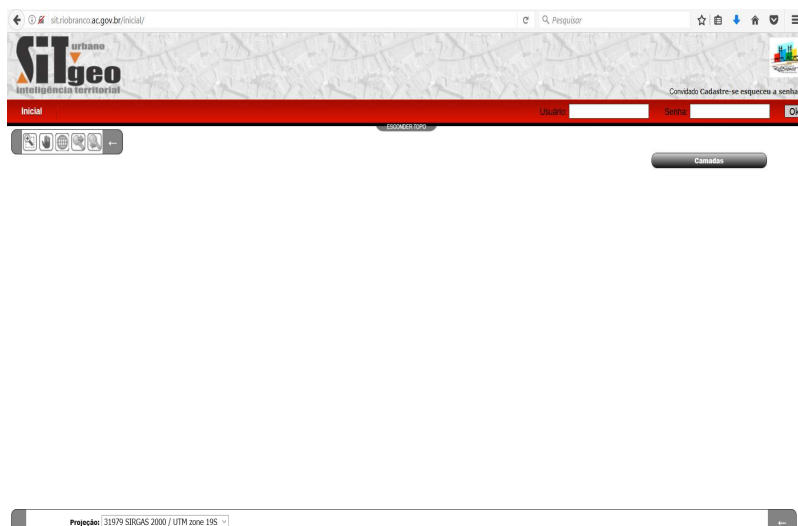 sit.riobranco.ac.gov.br/inicial/
Pesquisar
SiTgeo
urbano
inteligência territorial
Convidado Cadastre-se esqueceu a senha
Inicial
Usuário:
Senha:
Ok
ESCONDER TOPO
Camadas
Projeção: 31979 SIRGAS 2000 / UTM zone 19S